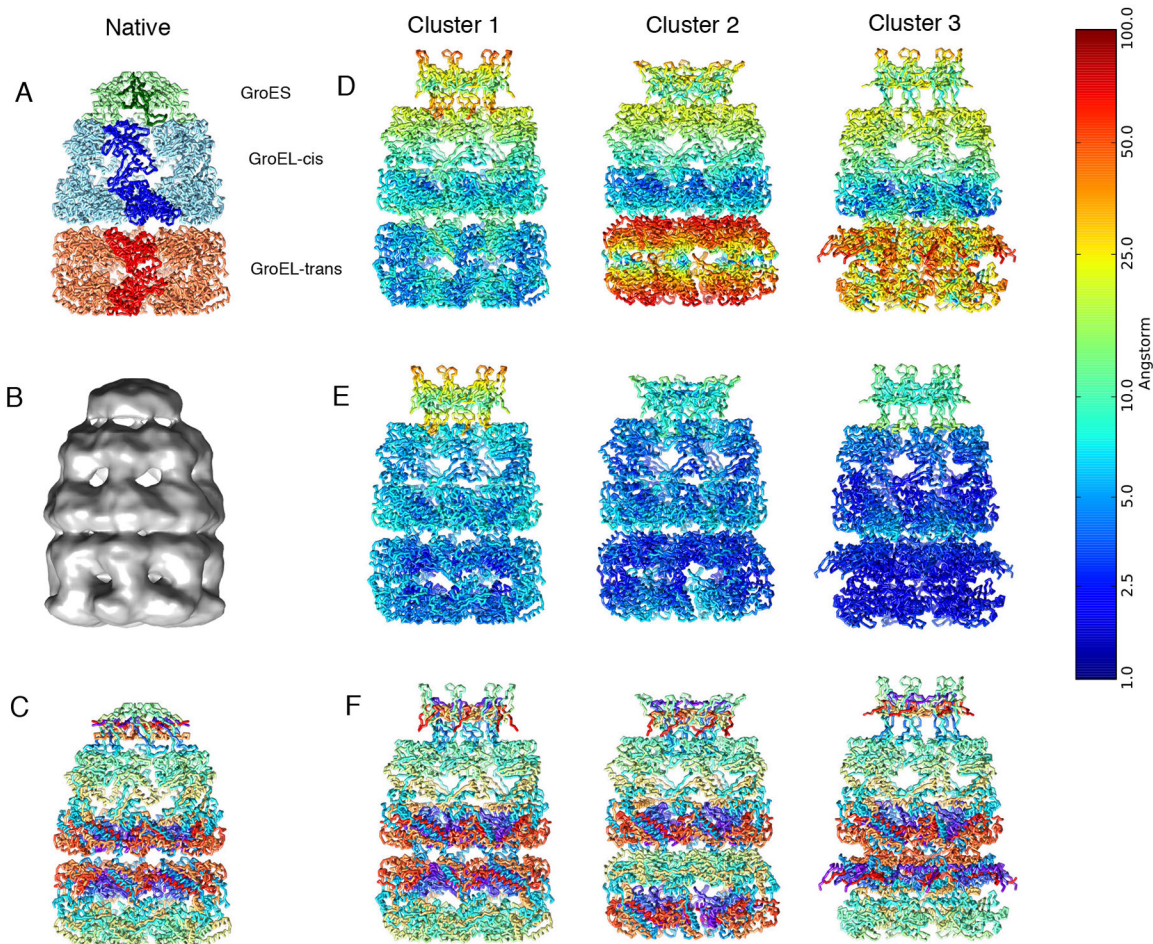 Native
Cluster 1
Cluster 2
Cluster 3
A
GroES
GroEL-cis
GroEL-trans
D
B
E
C
F
100.0
50.0
25.0
10.0
5.0
2.5
1.0
Angstorm